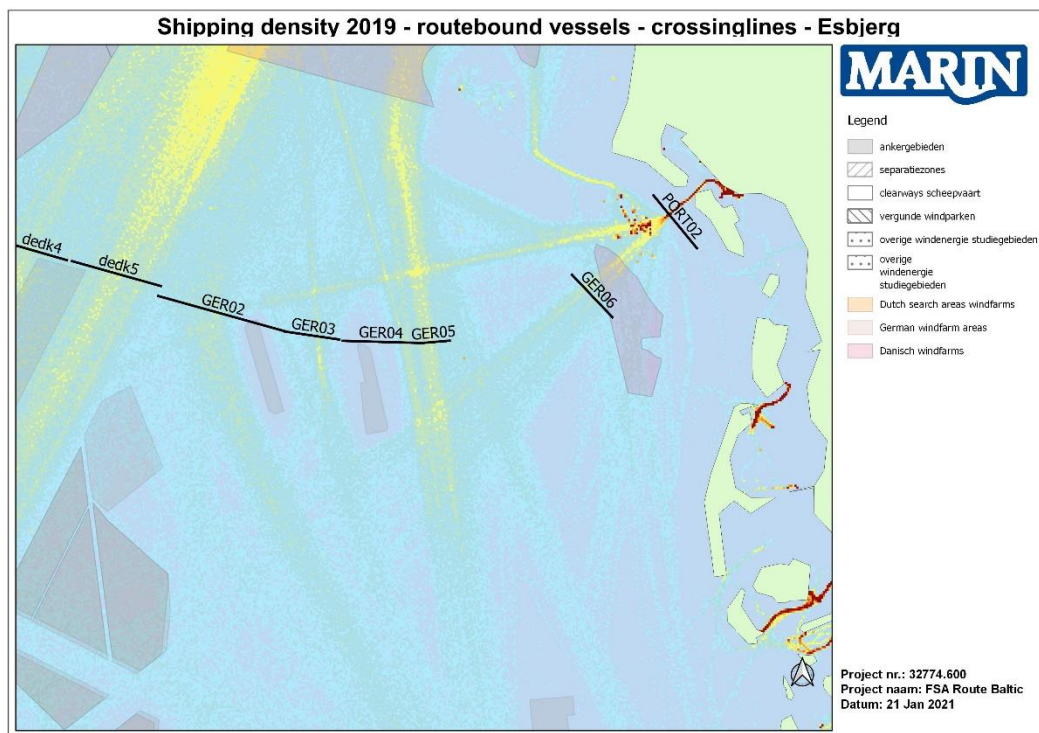 Shipping density 2019 - routebound vessels - crossinglines - Esbjerg
MARIN
Legend
ankergebieden
separatiezones
clearways scheepvaart
vergunde windparken
overige windenergie studiegebieden
overige
windenergie
studiegebieden
Dutch search areas windfarms
German windfarm areas
Danisch windfarms
PORT02
dedk4
dedk5
GER06
GER02
GER03
GER04
GER05
Project nr.: 32774.600
Project naam: FSA Route Baltic
Datum: 21 Jan 2021